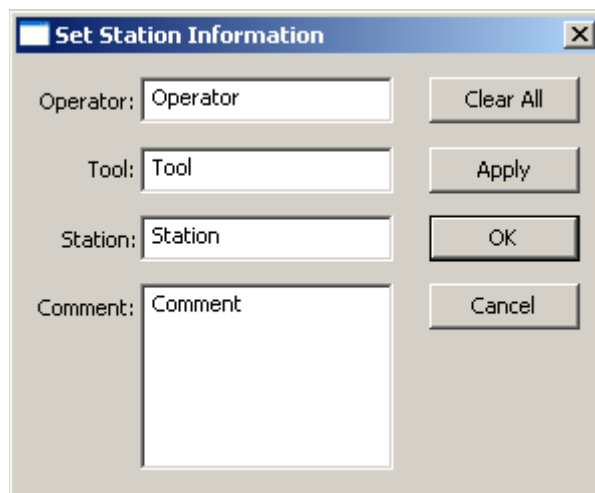 Set Station Information
Operator: Operator Clear All
Tool: Tool Apply
Station: Station OK
Comment: Comment Cancel